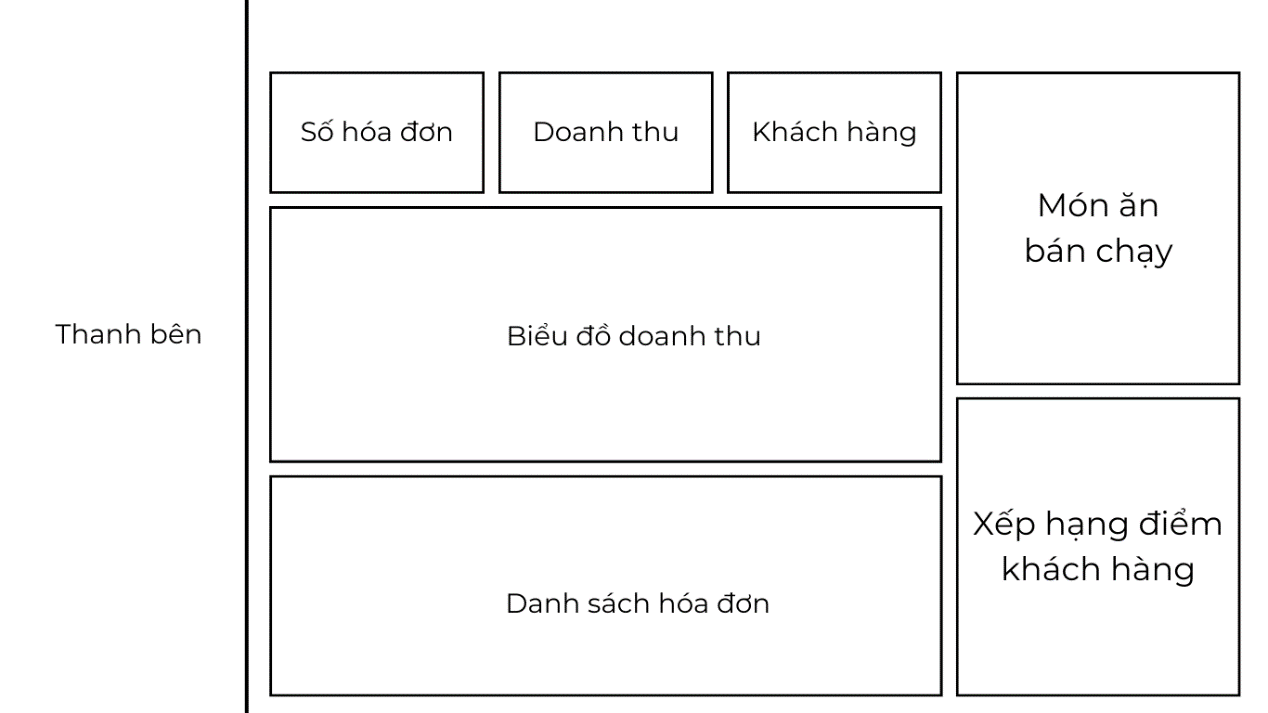 Số hóa đơn
Doanh thu
Khách hàng
Món ăn
bán chạy
Thanh bên
Biểu đồ doanh thu
Xếp hạng điểm
khách hàng
Danh sách hóa đơn